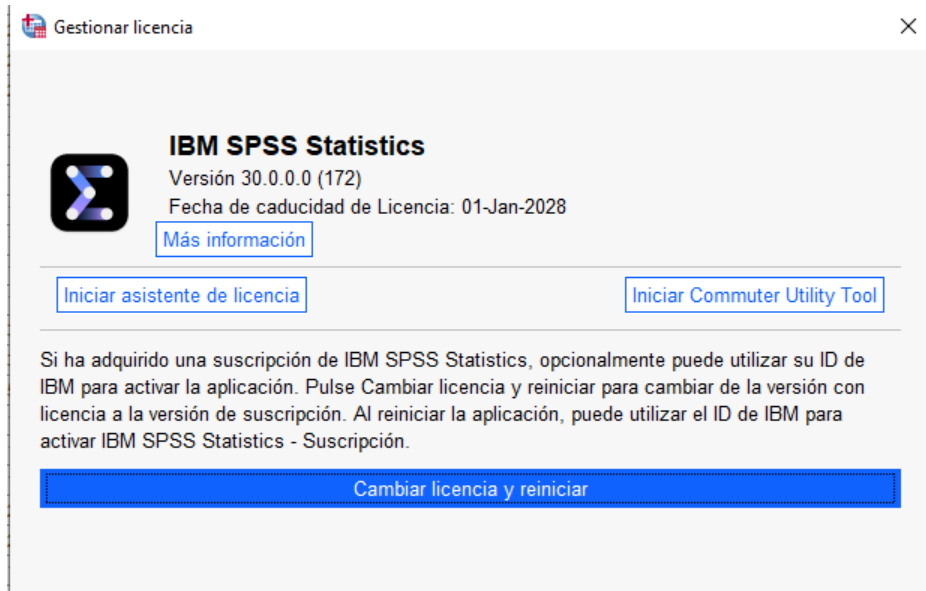 Gestionar licencia
IBM SPSS Statistics
Versión 30.0.0.0 (172)
Fecha de caducidad de Licencia: 01-Jan-2028
Más información
Iniciar asistente de licencia
Iniciar Commuter Utility Tool
Si ha adquirido una suscripción de IBM SPSS Statistics, opcionalmente puede utilizar su ID de
IBM para activar la aplicación. Pulse Cambiar licencia y reiniciar para cambiar de la versión con
licencia a la versión de suscripción. Al reiniciar la aplicación, puede utilizar el ID de IBM para
activar IBM SPSS Statistics - Suscripción.
Cambiar licencia y reiniciar